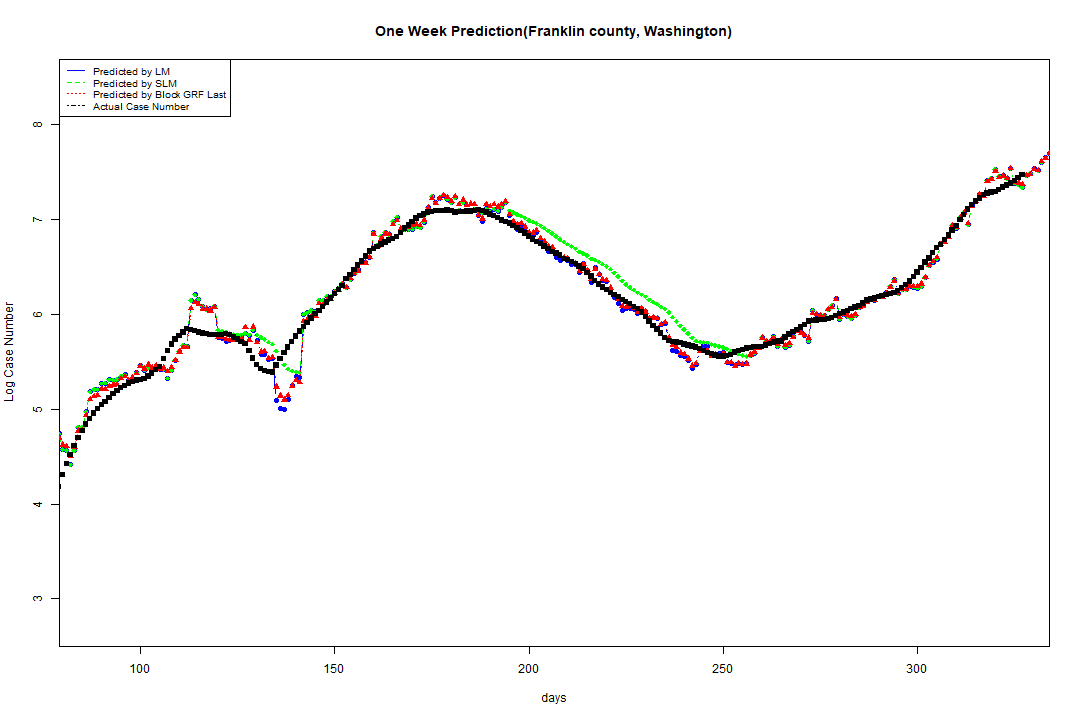 One Week Prediction(Franklin county, Washington)
Predicted by LM
Predicted by SLM
Predicted by Block GRF Last
Actual Case Number
8
7
6
5
4
3
Log Case Number
100 150 200 250 300
days